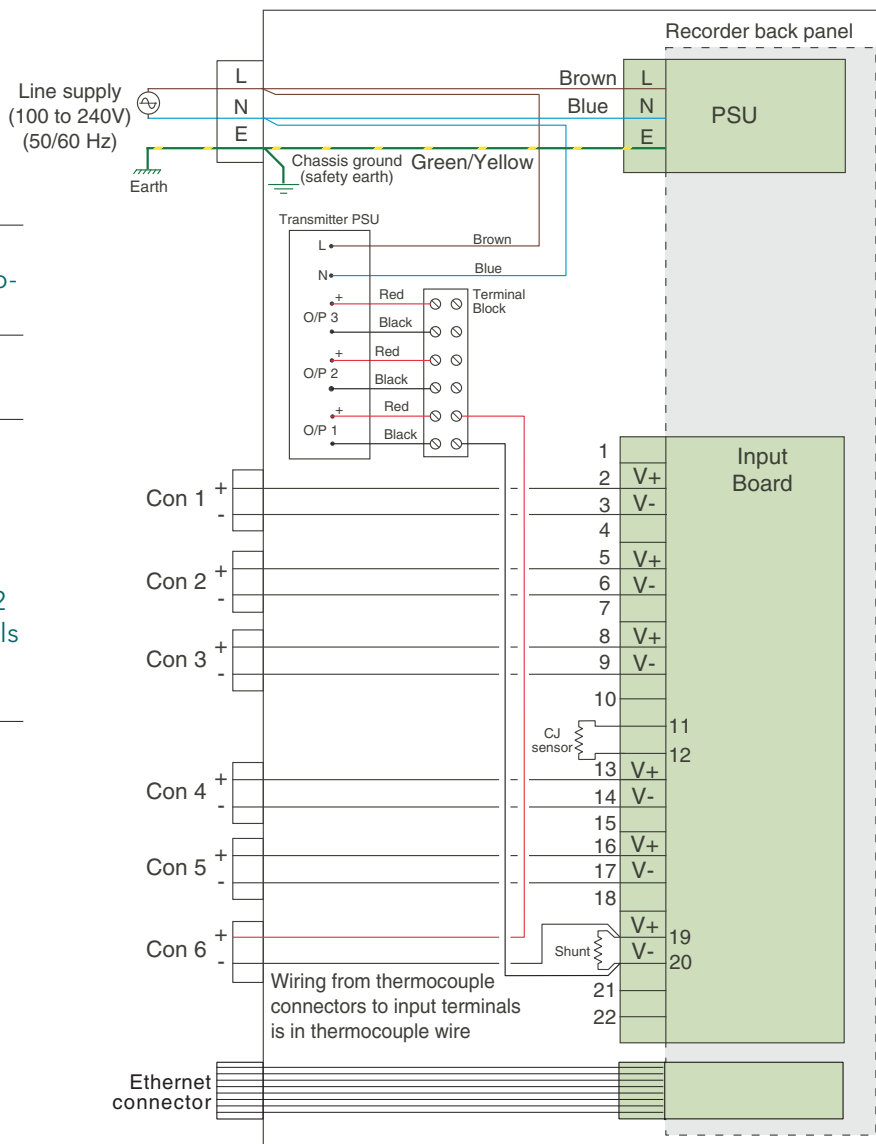 Recorder back panel
Line supply
(100 to 240V)
(50/60 Hz)
L
N
E
Brown
Blue
L
N
E
PSU
Earth
Chassis ground
(safety earth)
Green/Yellow
o-
2
ls
Transmitter PSU
L
Brown
N
Blue
+
O/P 3
Red
Black
Terminal
Block
+
O/P 2
Red
Black
+
O/P 1
Red
Black
Input
Board
1
Con 1
+
-
2
V+
3
V-
4
Con 2
+
-
5
V+
6
V-
7
Con 3
+
-
8
V+
9
V-
10
CJ
sensor
11
12
Con 4
+
-
13
V+
14
V-
15
Con 5
+
-
16
V+
17
V-
18
Con 6
+
-
Shunt
V+
19
V-
20
21
22
Wiring from thermocouple
connectors to input terminals
is in thermocouple wire
Ethernet
connector